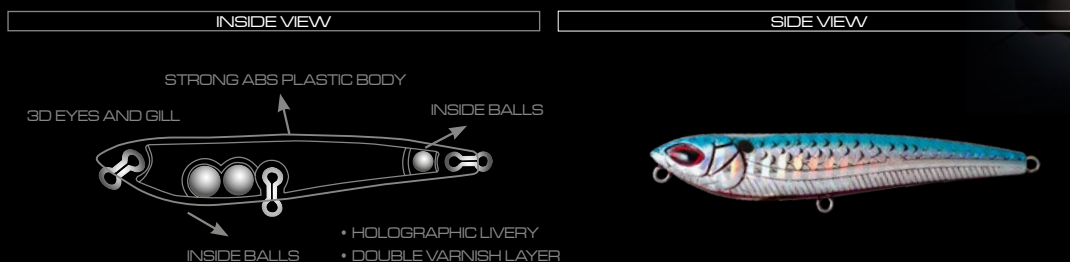 INSIDE VIEW
SIDE VIEW
STRONG ABS PLASTIC BODY
3D EYES AND GILL
INSIDE BALLS
INSIDE BALLS
• HOLOGRAPHIC LIVERY
• DOUBLE VARNISH LAYER